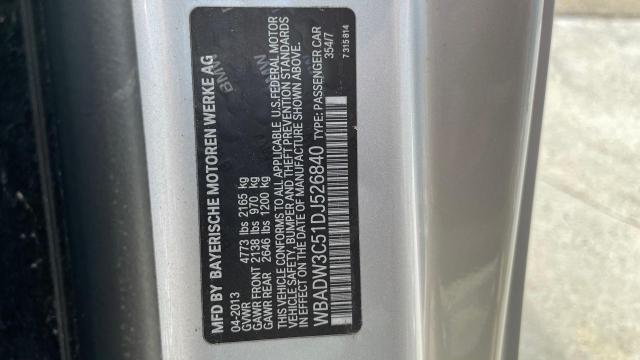 MFD BY BAYERISCHE MOTOREN WERKE AG
04-2013
GVWR 4773 lbs 2165 kg
GAWR FRONT 2138 lbs 970 kg
GAWR REAR 2646 lbs 1200 kg
THIS VEHICLE CONFORMS TO ALL APPLICABLE U.S.FEDERAL MOTOR
VEHICLE SAFETY, BUMPER AND THEFT PREVENTION STANDARDS
IN EFFECT ON THE DATE OF MANUFACTURE SHOWN ABOVE.
WBADW3C51DJ526840 TYPE: PASSENGER CAR
354/7
7 315 814
BMW
BMW